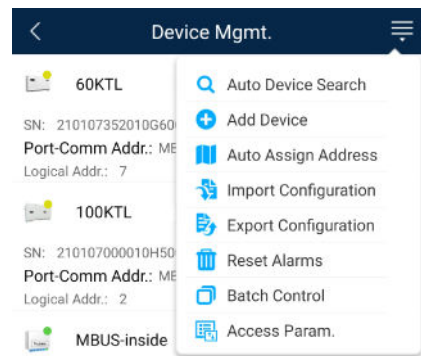 Device Mgmt.
60KTL
SN: 210107352010G60
Port-Comm Addr.: ME
Logical Addr.: 7
100KTL
SN: 210107000010H50
Port-Comm Addr.: ME
Logical Addr.: 2
MBUS-inside
Auto Device Search
Add Device
Auto Assign Address
Import Configuration
Export Configuration
Reset Alarms
Batch Control
Access Param.